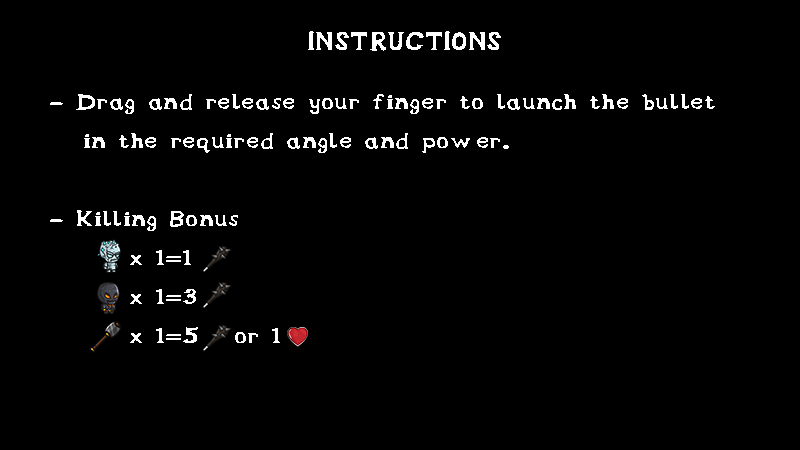 INSTRUCTIONS
- Drag and release your finger to launch the bullet
in the required angle and power.
- Killing Bonus
x 1=1
x 1=3
x 1=5 or 1